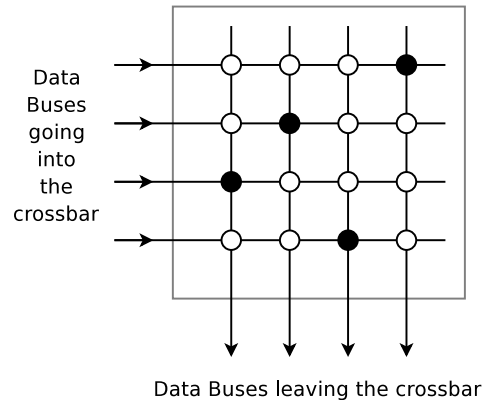 Data
Buses
going
into
the
crossbar
Data Buses leaving the crossbar